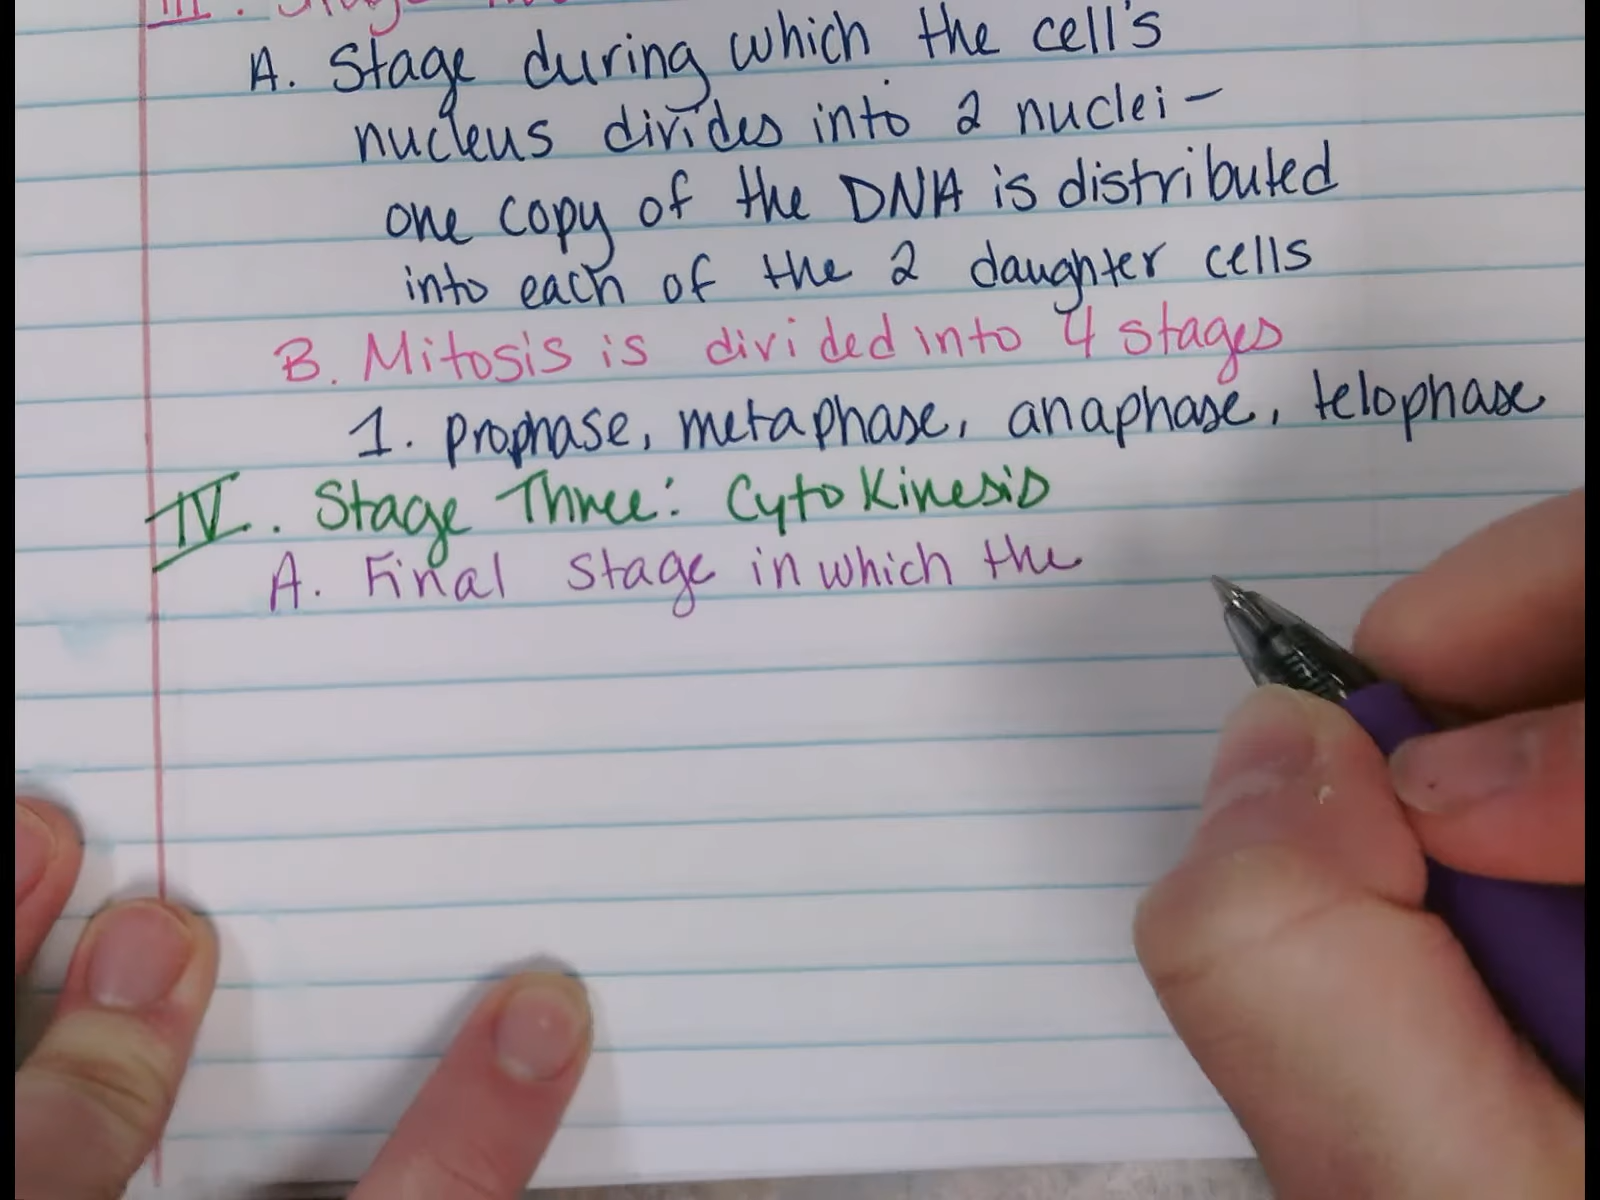 III. Stage
A. Stage during which the cell's
nucleus divides into 2 nuclei -
one copy of the DNA is distributed
into each of the 2 daughter cells
B. Mitosis is divided into 4 stages
1. prophase, metaphase, anaphase, telophase
IV. Stage Three: Cytokinesis
A. Final stage in which the